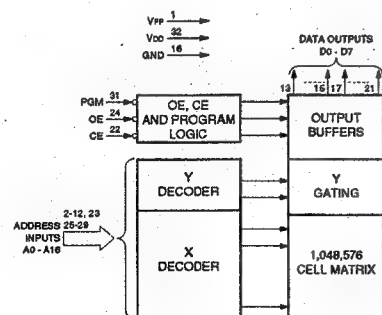 VPP 1
VDD 32
GND 16
DATA OUTPUTS
D0 - D7
13 15 17 21
PGM 31
OE 24
CE 22
OE, CE
AND PROGRAM
LOGIC
OUTPUT
BUFFERS
Y
DECODER
Y
GATING
2-12, 23
25-29
ADDRESS
INPUTS
A0 - A16
X
DECODER
1,048,576
CELL MATRIX